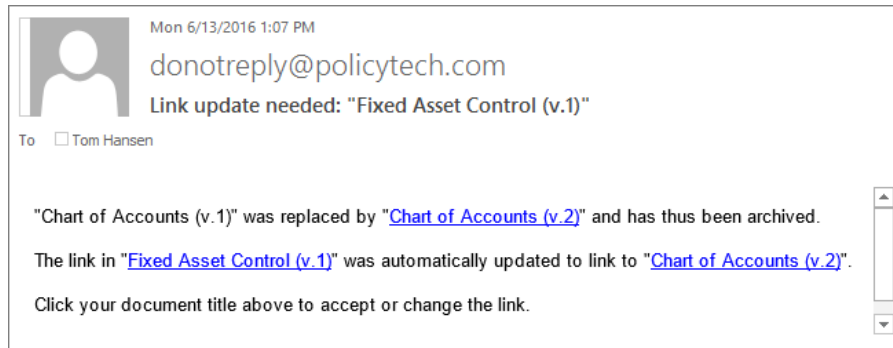 Mon 6/13/2016 1:07 PM
donotreply@policytech.com
Link update needed: "Fixed Asset Control (v.1)"
To Tom Hansen
"Chart of Accounts (v.1)" was replaced by "Chart of Accounts (v.2)" and has thus been archived.
The link in "Fixed Asset Control (v.1)" was automatically updated to link to "Chart of Accounts (v.2)".
Click your document title above to accept or change the link.